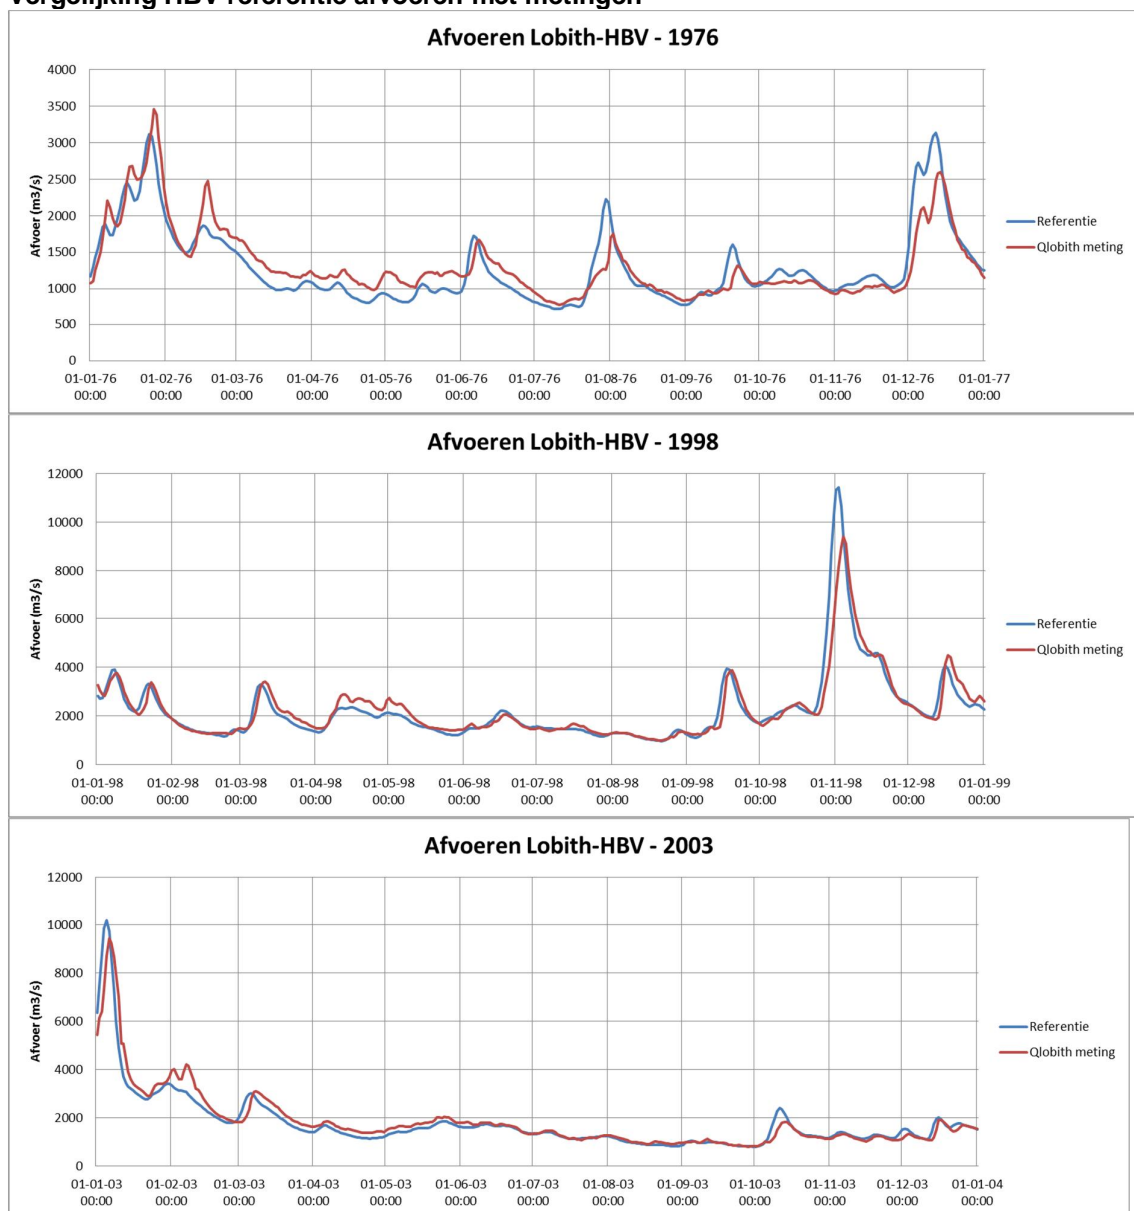 Vergelijking HBV referentie afvoeren met metingen
Afvoeren Lobith-HBV - 1976
Afvoer (m3/s)
4000
3500
3000
2500
2000
1500
1000
500
0
01-01-76 01-02-76 01-03-76 01-04-76 01-05-76 01-06-76 01-07-76 01-08-76 01-09-76 01-10-76 01-11-76 01-12-76 01-01-77
00:00 00:00 00:00 00:00 00:00 00:00 00:00 00:00 00:00 00:00 00:00 00:00 00:00
Referentie
Qlobith meting
Afvoeren Lobith-HBV - 1998
Afvoer (m3/s)
12000
10000
8000
6000
4000
2000
0
01-01-98 01-02-98 01-03-98 01-04-98 01-05-98 01-06-98 01-07-98 01-08-98 01-09-98 01-10-98 01-11-98 01-12-98 01-01-99
00:00 00:00 00:00 00:00 00:00 00:00 00:00 00:00 00:00 00:00 00:00 00:00 00:00
Referentie
Qlobith meting
Afvoeren Lobith-HBV - 2003
Afvoer (m3/s)
12000
10000
8000
6000
4000
2000
0
01-01-03 01-02-03 01-03-03 01-04-03 01-05-03 01-06-03 01-07-03 01-08-03 01-09-03 01-10-03 01-11-03 01-12-03 01-01-04
00:00 00:00 00:00 00:00 00:00 00:00 00:00 00:00 00:00 00:00 00:00 00:00 00:00
Referentie
Qlobith meting